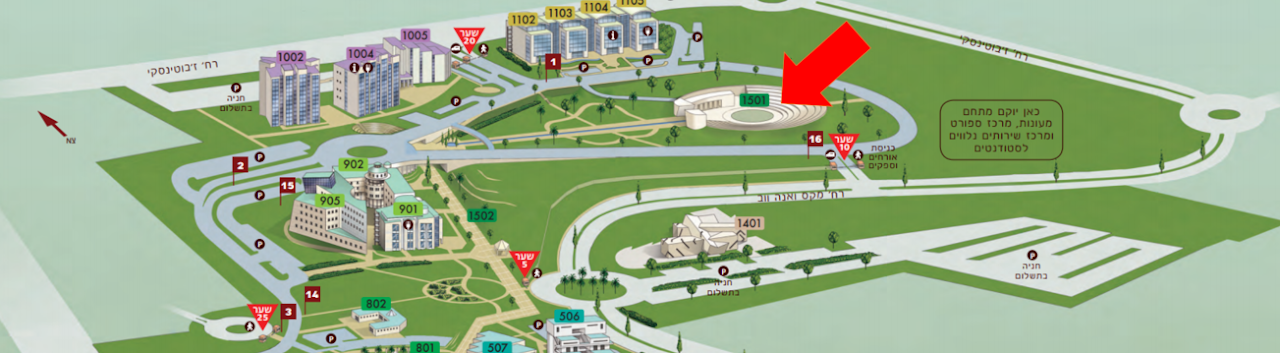 1105
1104
1103
1102
שער
20
1005
1004
1002
רח' ז'בוטינסקי
רח' ז'בוטינסקי
1
P
P
P
P
חניה
בתשלום
P
1501
כאן יוקם מתחם
מעונות, מרכז ספורט
ומרכז שירותים נלווים
לסטודנטים
צפ
16
שער
10
כניסת
אורחים
וספקים
2
P
902
15
P
905
901
1502
רח' מקס ואנה ווב
1401
שער
5
P
P
חניה
בתשלום
P
חניה
בתשלום
14
3
שער
25
802
P
P
506
801
507